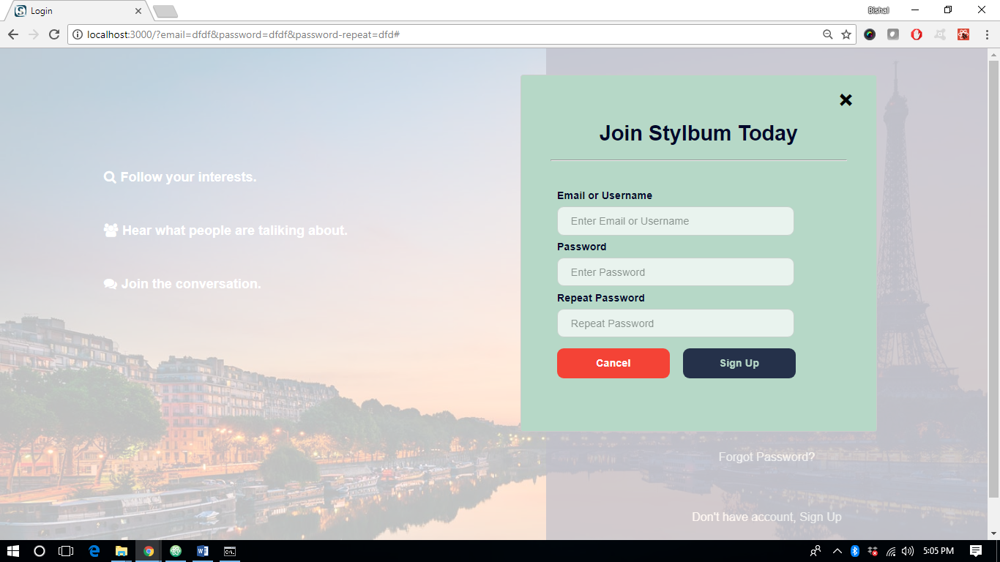 Login
Bishal
localhost:3000/?email=dfdf&password=dfdf&password-repeat=dfd#
Follow your interests.
Hear what people are taliking about.
Join the conversation.
Join Stylbum Today
Email or Username
Enter Email or Username
Password
Enter Password
Repeat Password
Repeat Password
Cancel
Sign Up
Forgot Password?
Don't have account, Sign Up
5:05 PM